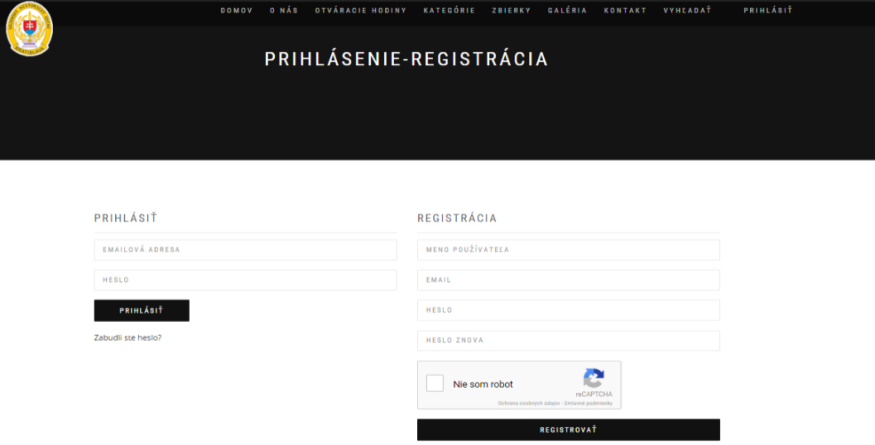 DOMOV O NÁS OTVÁRACIE HODINY KATEGÓRIE ZBIERKY GALÉRIA KONTAKT VYHĽADAŤ PRIHLÁSIŤ
PRIHLÁSENIE-REGISTRÁCIA
PRIHLÁSIŤ
EMAILOVÁ ADRESA
HESLO
PRIHLÁSIŤ
Zabudli ste heslo?
REGISTRÁCIA
MENO POUŽÍVATEĽA
EMAIL
HESLO
HESLO ZNOVA
Nie som robot
reCAPTCHA
Ochrana osobných údajov - Zmluvné podmienky
REGISTROVAŤ